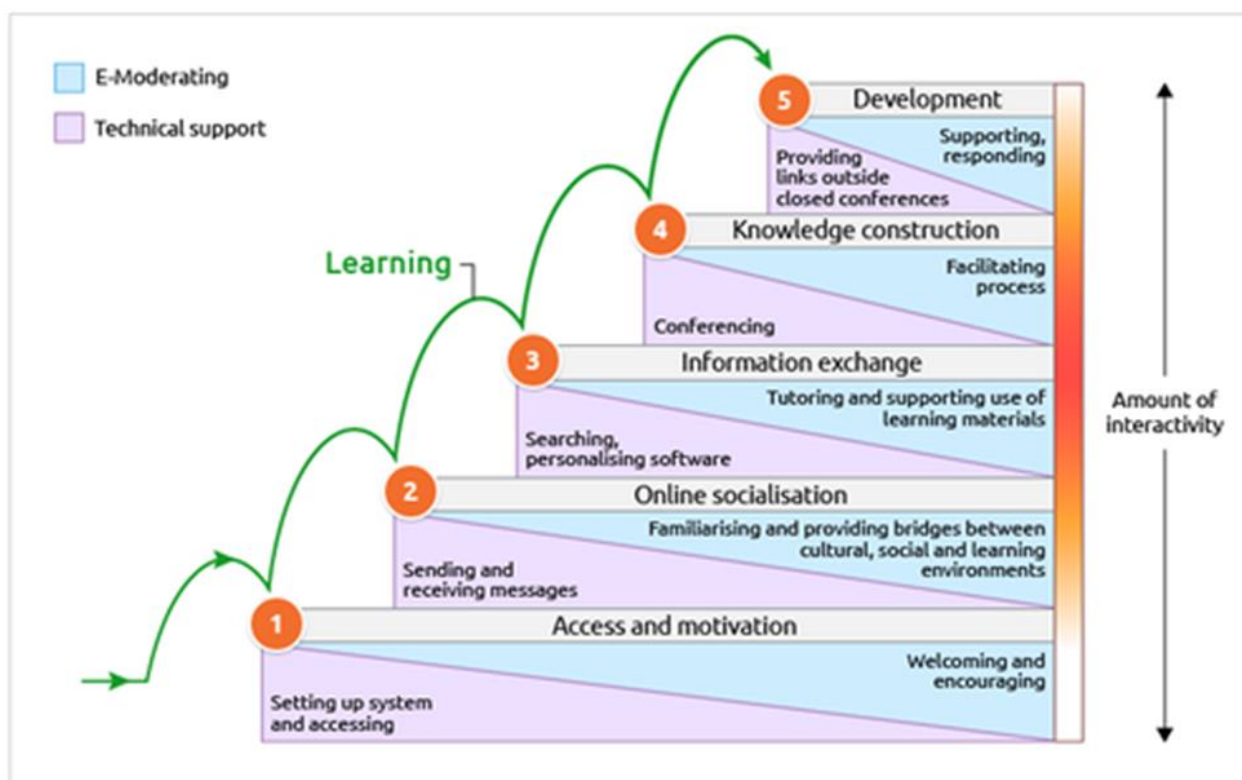 E-Moderating
Technical support
Learning
5
Development
Supporting,
responding
Providing
links outside
closed conferences
4
Knowledge construction
Facilitating
process
Conferencing
3
Information exchange
Tutoring and supporting use of
learning materials
Searching,
personalising software
2
Online socialisation
Familiarising and providing bridges between
cultural, social and learning
environments
Sending and
receiving messages
1
Access and motivation
Welcoming and
encouraging
Setting up system
and accessing
Amount of
interactivity